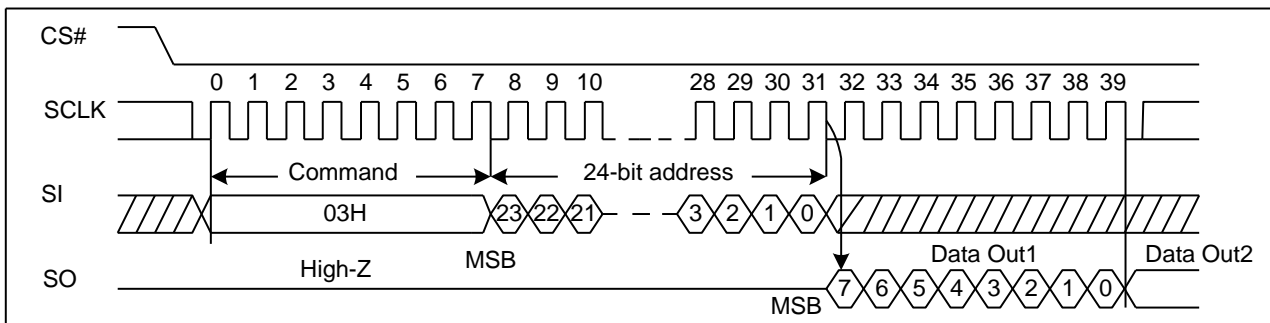 CS#
0 1 2 3 4 5 6 7 8 9 10 28 29 30 31 32 33 34 35 36 37 38 39
SCLK
Command 24-bit address
SI
03H 23 22 21 3 2 1 0
High-Z MSB Data Out1 Data Out2
SO
MSB 7 6 5 4 3 2 1 0